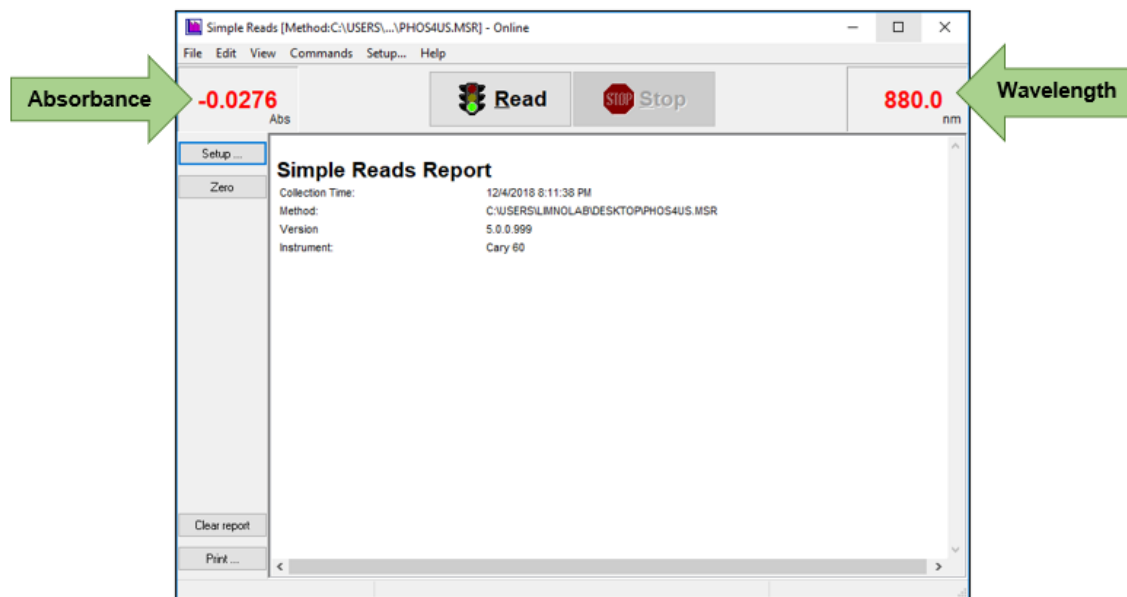 Simple Reads [Method:C:\USERS\...\PHOS4US.MSR] - Online
File Edit View Commands Setup... Help
Absorbance
-0.0276
Abs
Read
STOP Stop
880.0
nm
Wavelength
Setup ...
Zero
Clear report
Print ...
Simple Reads Report
Collection Time: 12/4/2018 8:11:38 PM
Method: C:\USERS\LIMNOLAB\DESKTOP\PHOS4US.MSR
Version 5.0.0.999
Instrument: Cary 60